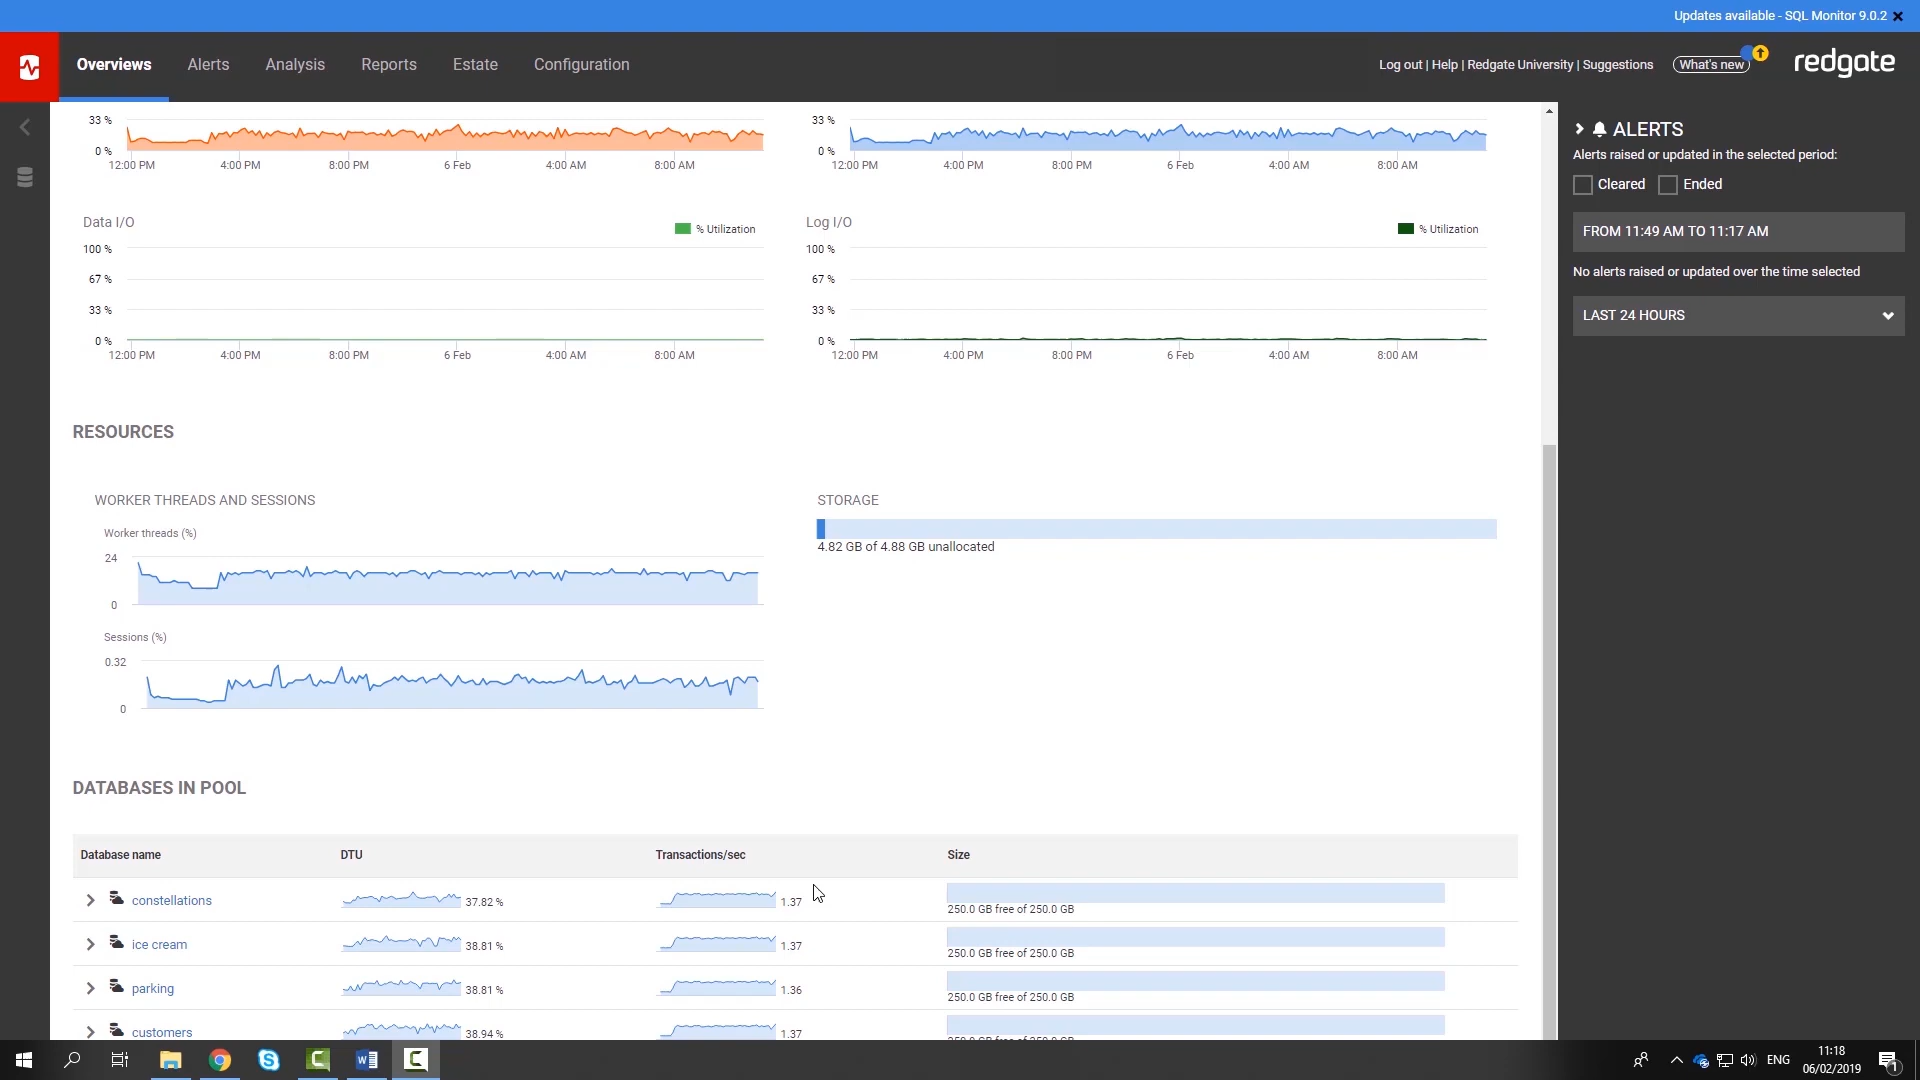 Updates available - SQL Monitor 9.0.2
Overviews Alerts Analysis Reports Estate Configuration
Log out | Help | Redgate University | Suggestions What's new redgate
33 %
0 %
12:00 PM 4:00 PM 8:00 PM 6 Feb 4:00 AM 8:00 AM
33 %
0 %
12:00 PM 4:00 PM 8:00 PM 6 Feb 4:00 AM 8:00 AM
Data I/O % Utilization
100 %
67 %
33 %
0 %
12:00 PM 4:00 PM 8:00 PM 6 Feb 4:00 AM 8:00 AM
Log I/O % Utilization
100 %
67 %
33 %
0 %
12:00 PM 4:00 PM 8:00 PM 6 Feb 4:00 AM 8:00 AM
RESOURCES
WORKER THREADS AND SESSIONS
Worker threads (%)
24
0
Sessions (%)
0.32
0
STORAGE
4.82 GB of 4.88 GB unallocated
DATABASES IN POOL
Database name DTU Transactions/sec Size
constellations 37.82 % 1.37 250.0 GB free of 250.0 GB
ice cream 38.81 % 1.37 250.0 GB free of 250.0 GB
parking 38.81 % 1.36 250.0 GB free of 250.0 GB
customers 38.94 % 1.37
ALERTS
Alerts raised or updated in the selected period:
Cleared Ended
FROM 11:49 AM TO 11:17 AM
No alerts raised or updated over the time selected
LAST 24 HOURS
ENG
11:18
06/02/2019
1